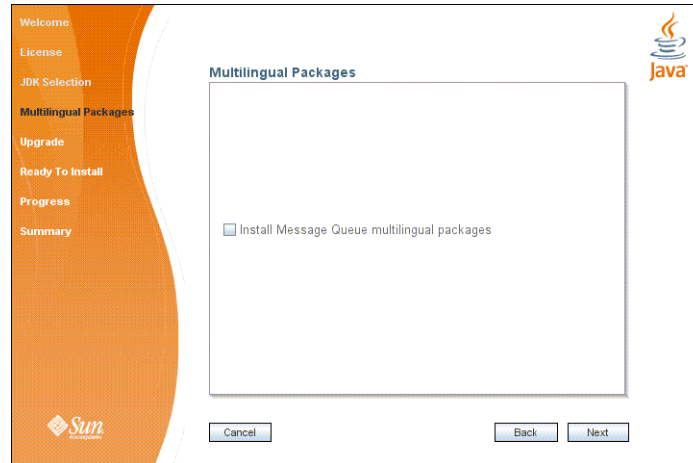 Welcome
License
JDK Selection
Multilingual Packages
Upgrade
Ready To Install
Progress
Summary
Sun
microsystems
Java
Multilingual Packages
Install Message Queue multilingual packages
Cancel
Back
Next